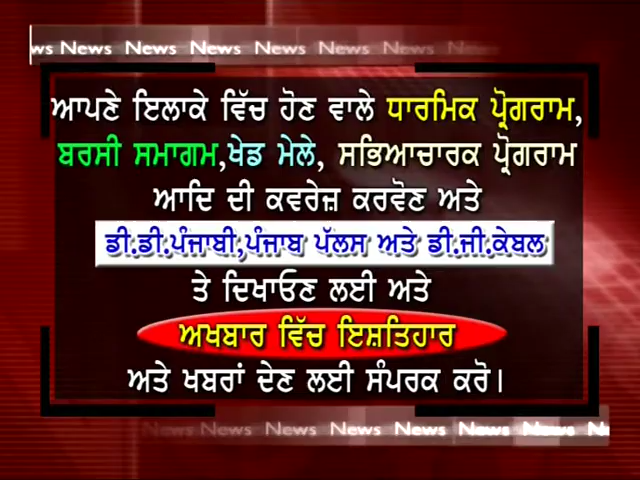 ws News News News News News News
ਆਪਣੇ ਇਲਾਕੇ ਵਿੱਚ ਹੋਣ ਵਾਲੇ ਧਾਰਮਿਕ ਪ੍ਰੋਗਰਾਮ,
ਬਰਸੀ ਸਮਾਗਮ,ਖੇਡ ਮੇਲੇ, ਸਭਿਆਚਾਰਕ ਪ੍ਰੋਗਰਾਮ
ਆਦਿ ਦੀ ਕਵਰੇਜ਼ ਕਰਵੋਣ ਅਤੇ
ਡੀ.ਡੀ.ਪੰਜਾਬੀ,ਪੰਜਾਬ ਪੱਲਸ ਅਤੇ ਡੀ.ਜੀ.ਕੇਬਲ
ਤੇ ਦਿਖਾਓਣ ਲਈ ਅਤੇ
ਅਖਬਾਰ ਵਿੱਚ ਇਸ਼ਤਿਹਾਰ
ਅਤੇ ਖਬਰਾਂ ਦੇਣ ਲਈ ਸੰਪਰਕ ਕਰੋ।
News News News News News News